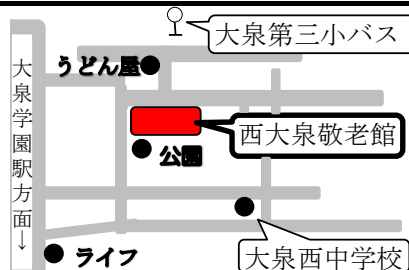 大泉第三小バス
うどん屋
大泉学園駅方面↓
西大泉敬老館
公園
ライフ
大泉西中学校